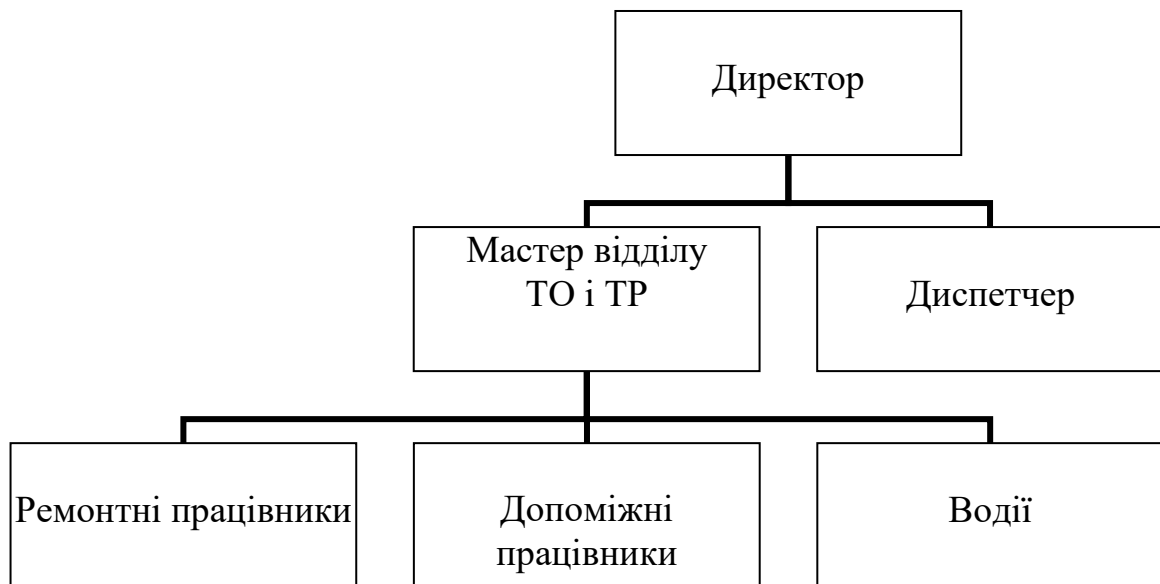 Директор
Мастер відділу
ТО і ТР
Диспетчер
Ремонтні працівники
Допоміжні
працівники
Водії